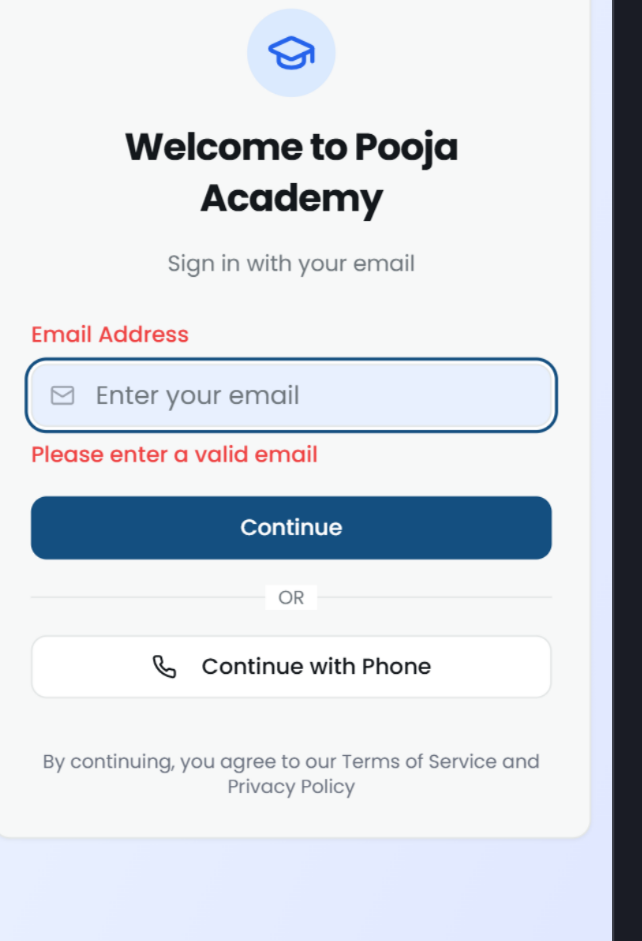 Welcome to Pooja
Academy
Sign in with your email
Email Address
Enter your email
Please enter a valid email
Continue
OR
Continue with Phone
By continuing, you agree to our Terms of Service and
Privacy Policy